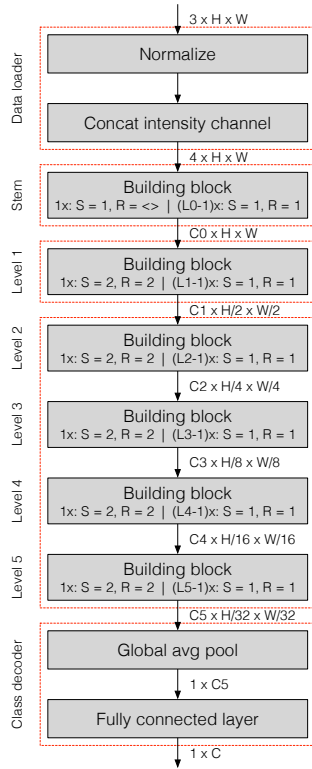 3 x H x W
Data loader
Normalize
Concat intensity channel
4 x H x W
Stem
Building block
1x: S = 1, R = <> | (L0-1)x: S = 1, R = 1
C0 x H x W
Level 1
Building block
1x: S = 2, R = 2 | (L1-1)x: S = 1, R = 1
C1 x H/2 x W/2
Level 2
Building block
1x: S = 2, R = 2 | (L2-1)x: S = 1, R = 1
C2 x H/4 x W/4
Level 3
Building block
1x: S = 2, R = 2 | (L3-1)x: S = 1, R = 1
C3 x H/8 x W/8
Level 4
Building block
1x: S = 2, R = 2 | (L4-1)x: S = 1, R = 1
C4 x H/16 x W/16
Level 5
Building block
1x: S = 2, R = 2 | (L5-1)x: S = 1, R = 1
C5 x H/32 x W/32
Class decoder
Global avg pool
1 x C5
Fully connected layer
1 x C